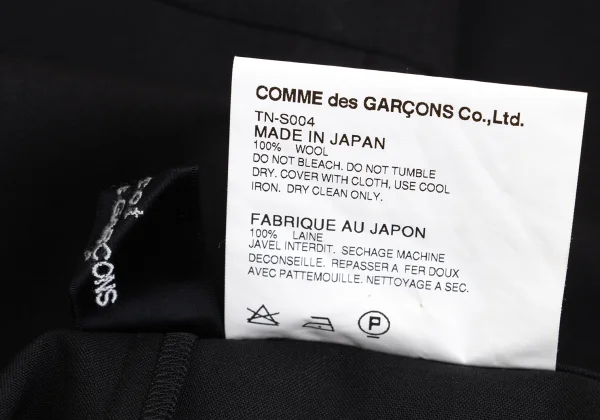 COMME des GARÇONS Co.,Ltd.
TN-S004
MADE IN JAPAN
100% WOOL
DO NOT BLEACH. DO NOT TUMBLE
DRY. COVER WITH CLOTH, USE COOL
IRON. DRY CLEAN ONLY.
FABRIQUE AU JAPON
100% LAINE
JAVEL INTERDIT. SECHAGE MACHINE
DECONSEILLE. REPASSER A FER DOUX
AVEC PATTEMOUILLE. NETTOYAGE A SEC.
P
GARÇONS